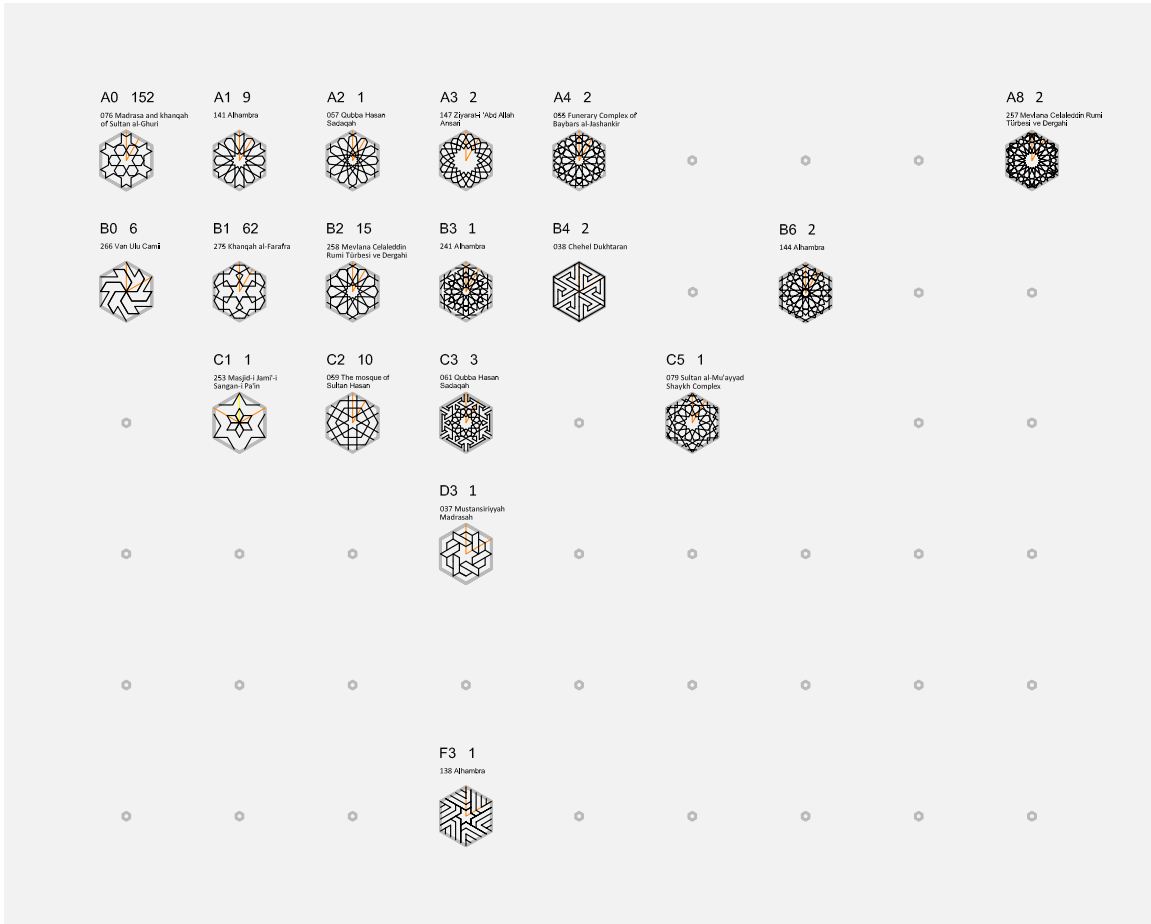 A0 152
076 Madrasa and khanqah
of Sultan al-Ghuri
A1 9
141 Alhambra
A2 1
057 Qubba Hasan
Sadaqah
A3 2
147 Ziyarat-i 'Abd Allah
Ansari
A4 2
055 Funerary Complex of
Baybars al-Jashankir
A8 2
257 Mevlana Celaleddin Rumi
Türbesi ve Dergahi
B0 6
266 Van Ulu Camii
B1 62
275 Khanqah al-Farafra
B2 15
258 Mevlana Celaleddin
Rumi Türbesi ve Dergahi
B3 1
241 Alhambra
B4 2
038 Chehel Dukhtaran
B6 2
144 Alhambra
C1 1
253 Masjid-i Jami'-i
Sangan-i Pa'in
C2 10
059 The mosque of
Sultan Hasan
C3 3
061 Qubba Hasan
Sadaqah
C5 1
079 Sultan al-Mu'ayyad
Shaykh Complex
D3 1
037 Mustansiriyyah
Madrasah
F3 1
138 Alhambra